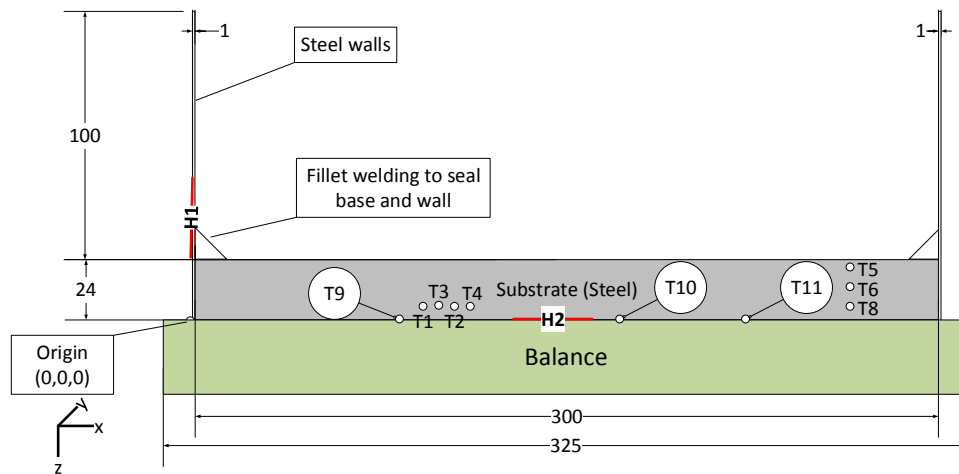 1
1
Steel walls
100
Fillet welding to seal
base and wall
H1
24
T9
T3
T4
T1
T2
Substrate (Steel)
H2
T10
T11
T5
T6
T8
Origin
(0,0,0)
Balance
x
y
z
300
325